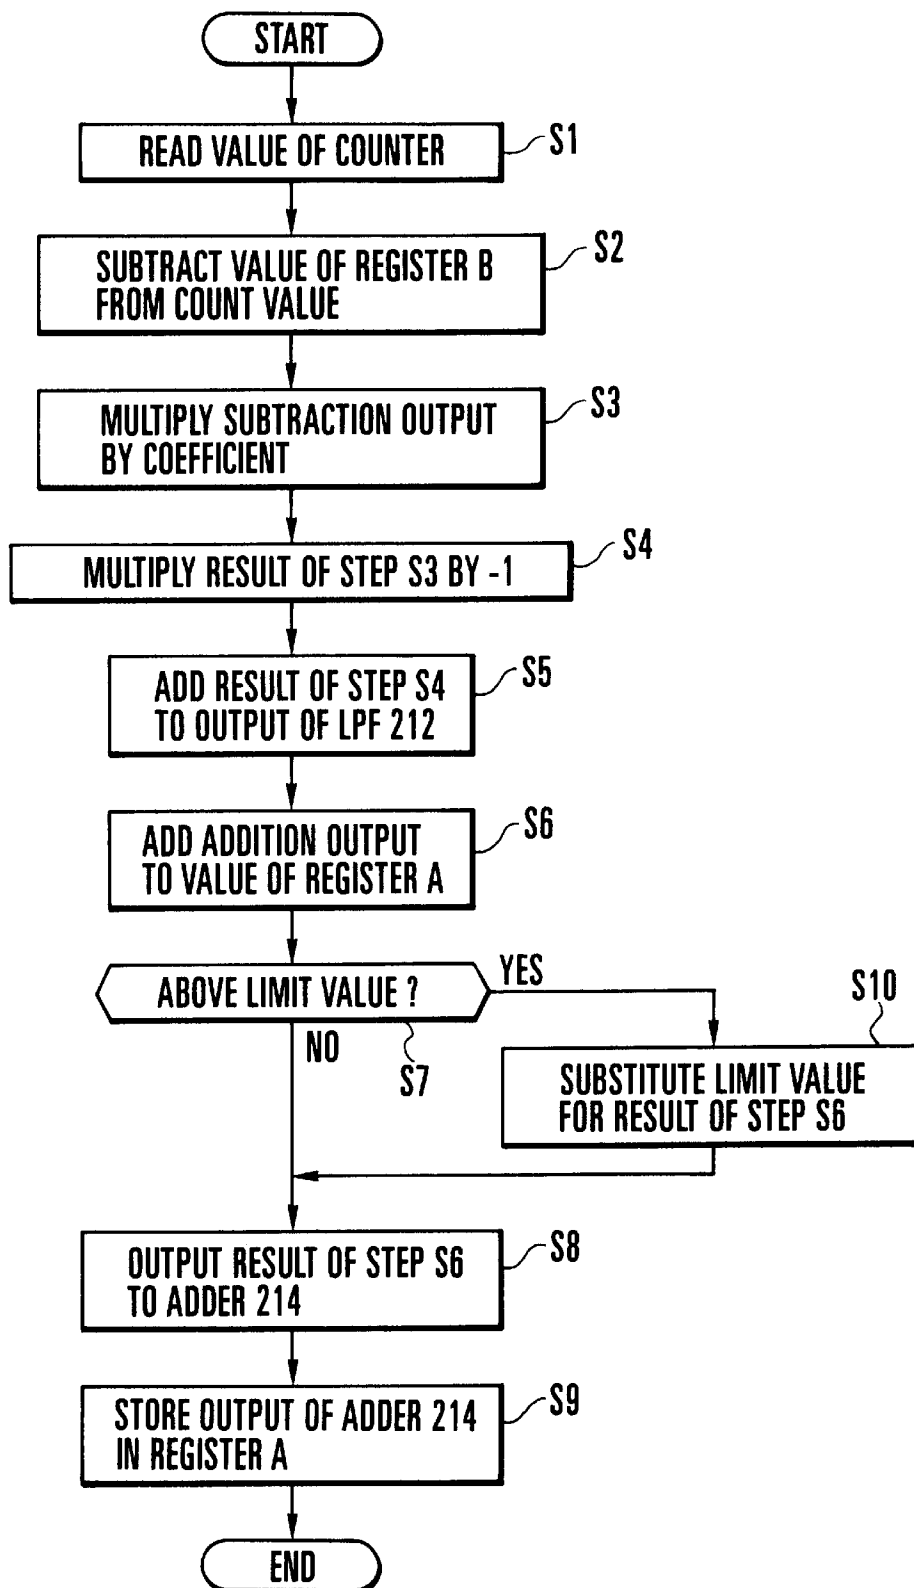 START
READ VALUE OF COUNTER
S1
SUBTRACT VALUE OF REGISTER B
FROM COUNT VALUE
S2
MULTIPLY SUBTRACTION OUTPUT
BY COEFFICIENT
S3
MULTIPLY RESULT OF STEP S3 BY -1
S4
ADD RESULT OF STEP S4
TO OUTPUT OF LPF 212
S5
ADD ADDITION OUTPUT
TO VALUE OF REGISTER A
S6
ABOVE LIMIT VALUE ?
YES
NO
S7
S10
SUBSTITUTE LIMIT VALUE
FOR RESULT OF STEP S6
OUTPUT RESULT OF STEP S6
TO ADDER 214
S8
STORE OUTPUT OF ADDER 214
IN REGISTER A
S9
END